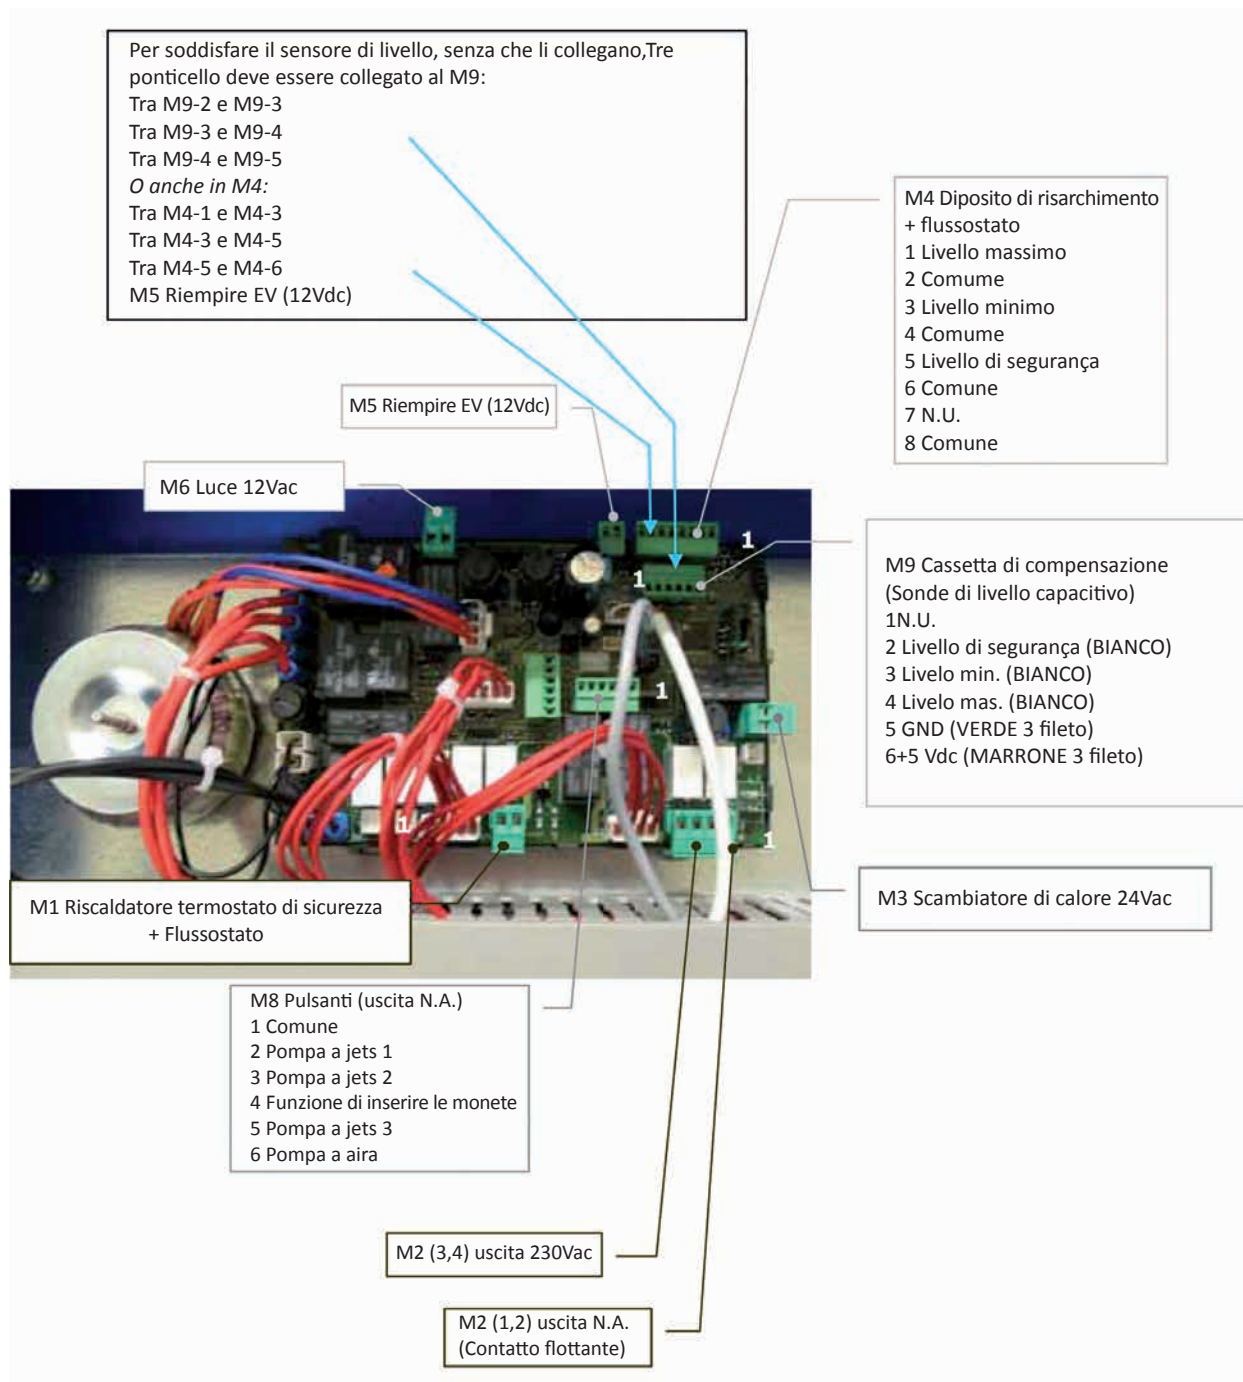 Per soddisfare il sensore di livello, senza che li collegano,Tre
ponticello deve essere collegato al M9:
Tra M9-2 e M9-3
Tra M9-3 e M9-4
Tra M9-4 e M9-5
O anche in M4:
Tra M4-1 e M4-3
Tra M4-3 e M4-5
Tra M4-5 e M4-6
M5 Riempire EV (12Vdc)
M4 Diposito di risarchimento
+ flussostato
1 Livello massimo
2 Comume
3 Livello minimo
4 Comume
5 Livello di segurança
6 Comune
7 N.U.
8 Comune
M5 Riempire EV (12Vdc)
M6 Luce 12Vac
1
1
1
1
1
M9 Cassetta di compensazione
(Sonde di livello capacitivo)
1N.U.
2 Livello di segurança (BIANCO)
3 Livelo min. (BIANCO)
4 Livelo mas. (BIANCO)
5 GND (VERDE 3 fileto)
6+5 Vdc (MARRONE 3 fileto)
M3 Scambiatore di calore 24Vac
M1 Riscaldatore termostato di sicurezza
+ Flussostato
M8 Pulsanti (uscita N.A.)
1 Comune
2 Pompa a jets 1
3 Pompa a jets 2
4 Funzione di inserire le monete
5 Pompa a jets 3
6 Pompa a aira
M2 (3,4) uscita 230Vac
M2 (1,2) uscita N.A.
(Contatto flottante)